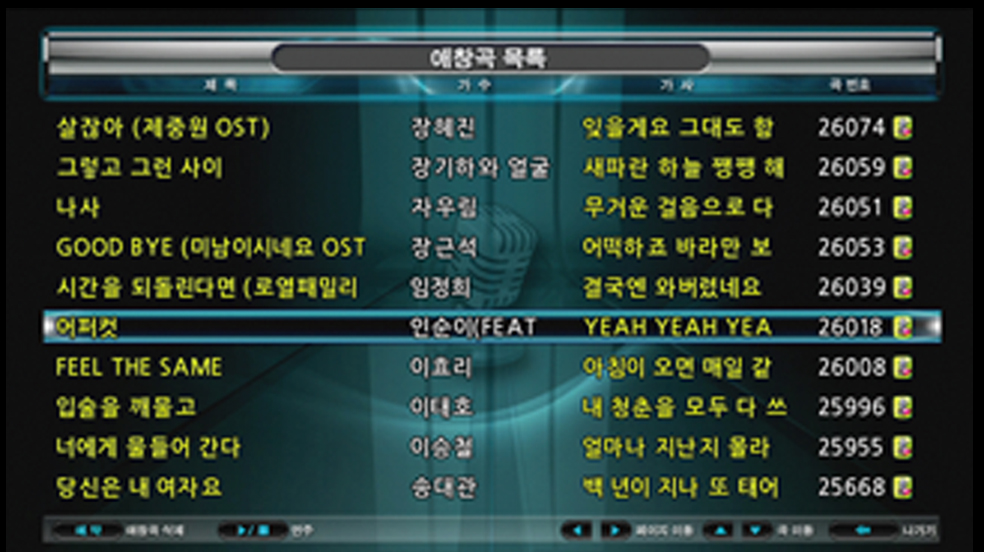 애창곡 목록
제 목 가 수 가 사 곡 번호
살잖아 (제중원 OST) 장혜진 잊을게요 그대도 함 26074
그렇고 그런 사이 장기하와 얼굴 새파란 하늘 쨍쨍 해 26059
나사 자우림 무거운 걸음으로 다 26051
GOOD BYE (미남이시네요 OST 장근석 어떡하죠 바라만 보 26053
시간을 되돌린다면 (로열패밀리 임정희 결국엔 와버렸네요 26039
어퍼컷 인순이(FEAT YEAH YEAH YEA 26018
FEEL THE SAME 이효리 아침이 오면 매일 같 26008
입술을 깨물고 이태호 내 청춘을 모두 다 쓰 25996
너에게 물들어 간다 이승철 얼마나 지난지 몰라 25955
당신은 내 여자요 송대관 백 년이 지나 또 태어 25668
예약 애창곡 삭제 연주 페이지 이동 곡 이동 나가기